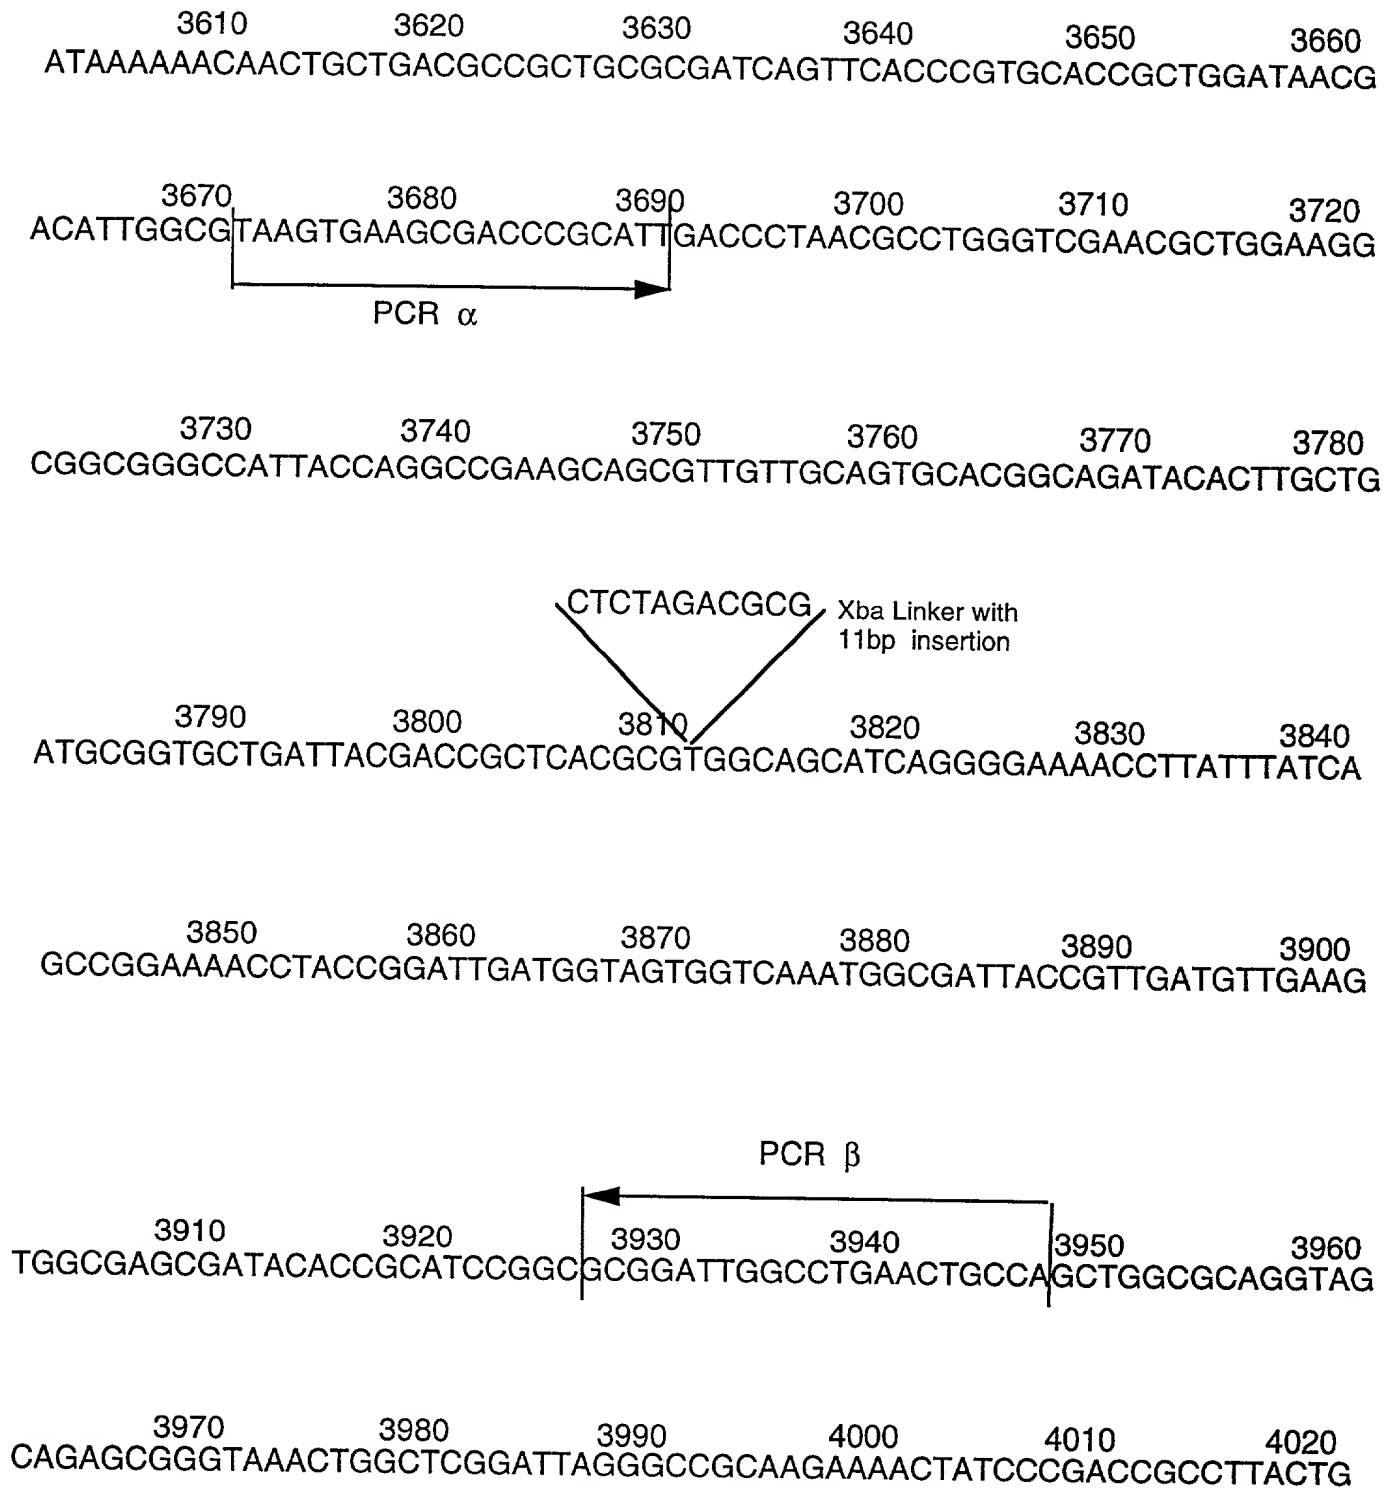 3610 3620 3630 3640 3650 3660
ATAAAAAACAACTGCTGACGCCGCTGCGCGATCAGTTCACCCGTGCACCGCTGGATAACG
3670 3680 3690 3700 3710 3720
ACATTGGCGTAAGTGAAGCGACCCGCATTGACCCTAACGCCTGGGTCGAACGCTGGAAGG
PCR α
3730 3740 3750 3760 3770 3780
CGGCGGGCCATTACCAGGCCGAAGCAGCGTTGTTGCAGTGCACGGCAGATACACTTGCTG
CTCTAGACGCG Xba Linker with
11bp insertion
3790 3800 3810 3820 3830 3840
ATGCGGTGCTGATTACGACCGCTCACGCGTGGCAGCATCAGGGGAAAACCTTATTTATCA
3850 3860 3870 3880 3890 3900
GCCGGAAAACCTACCGGATTGATGGTAGTGGTCAAATGGCGATTACCGTTGATGTTGAAG
PCR β
3910 3920 3930 3940 3950 3960
TGGCGAGCGATACACCGCATCCGGCGCGGATTGGCCTGAACTGCCAGCTGGCGCAGGTAG
3970 3980 3990 4000 4010 4020
CAGAGCGGGTAAACTGGCTCGGATTAGGGCCGCAAGAAAACTATCCCGACCGCCTTACTG